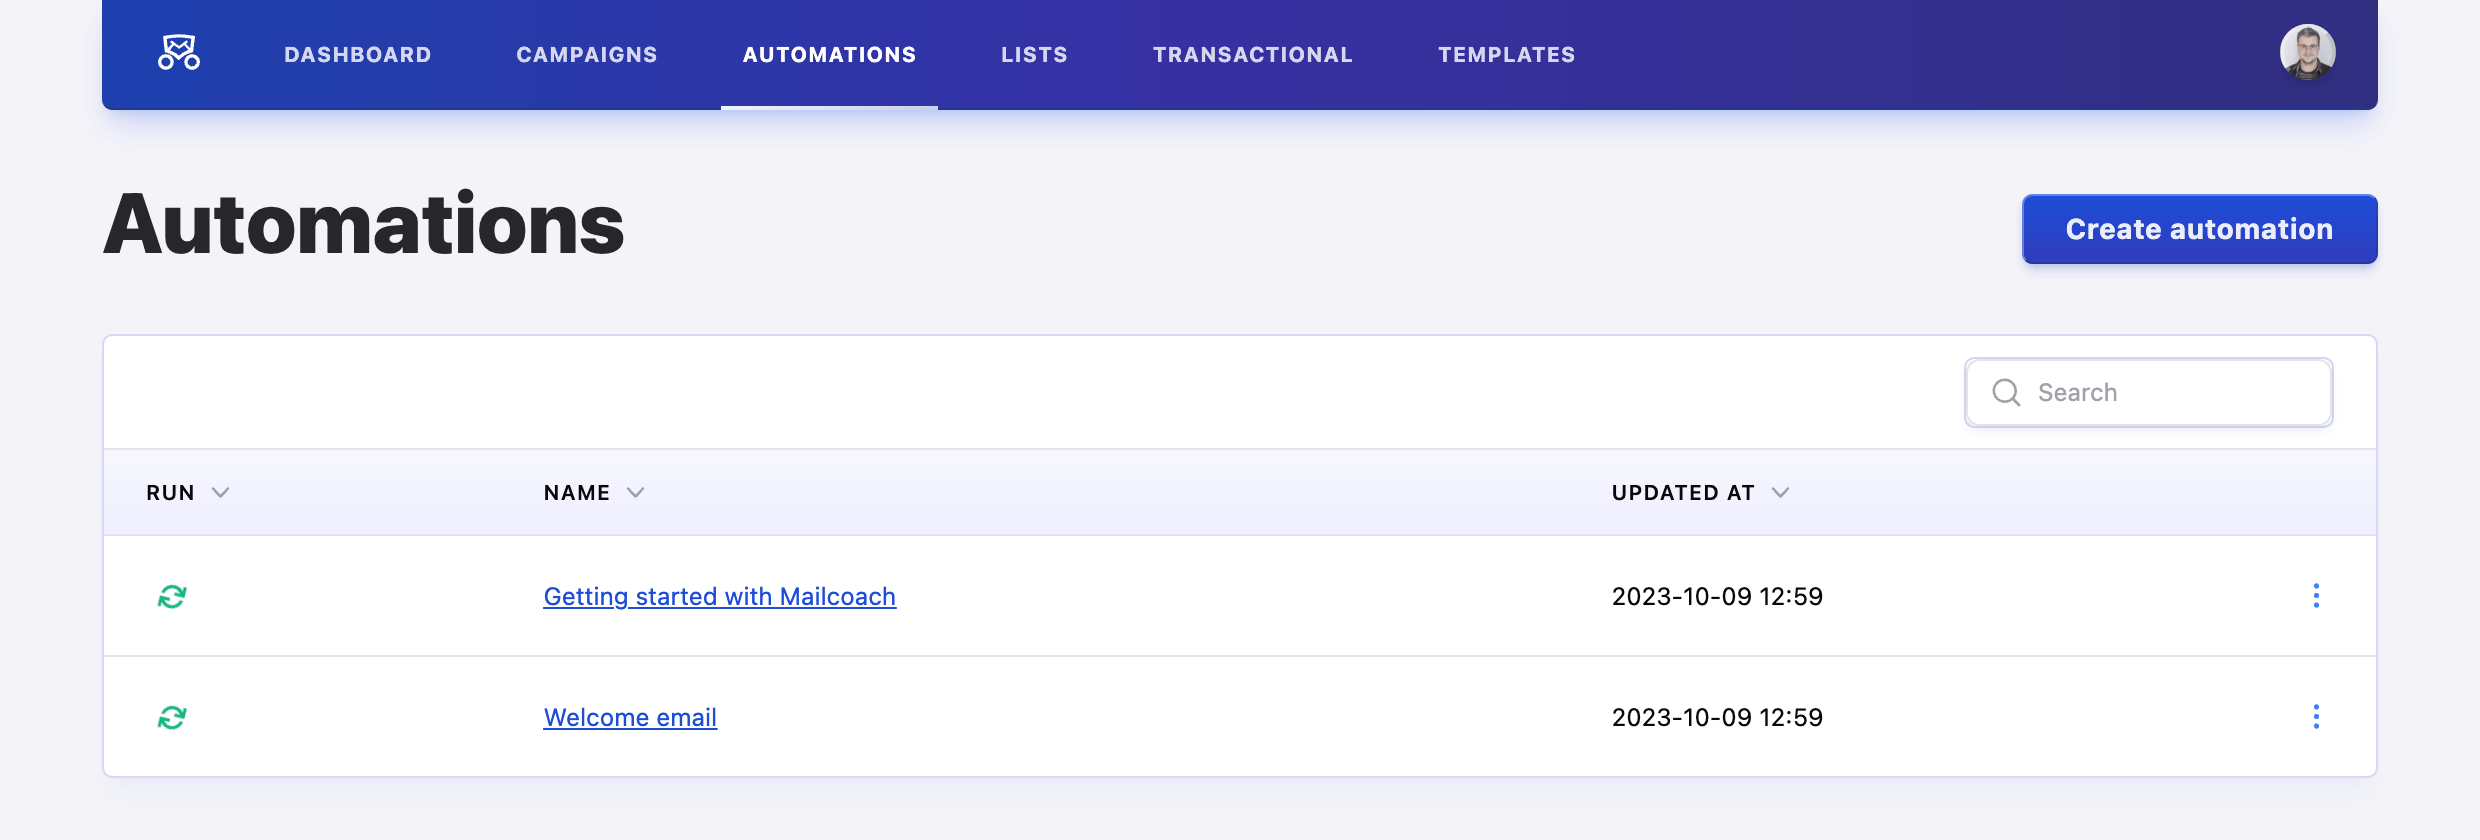 DASHBOARD CAMPAIGNS AUTOMATIONS LISTS TRANSACTIONAL TEMPLATES
Automations
Create automation
Search
RUN NAME UPDATED AT
Getting started with Mailcoach 2023-10-09 12:59
Welcome email 2023-10-09 12:59